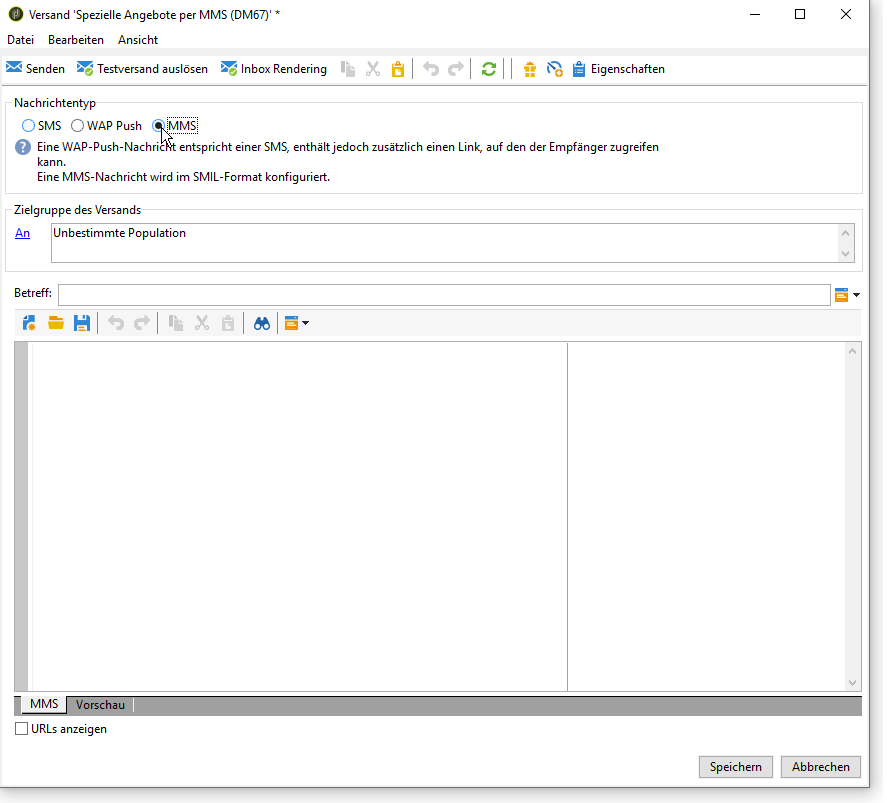 Versand 'Spezielle Angebote per MMS (DM67)' *
Datei Bearbeiten Ansicht
Senden Testversand auslösen Inbox Rendering Eigenschaften
Nachrichtentyp
SMS WAP Push MMS
Eine WAP-Push-Nachricht entspricht einer SMS, enthält jedoch zusätzlich einen Link, auf den der Empfänger zugreifen
kann.
Eine MMS-Nachricht wird im SMIL-Format konfiguriert.
Zielgruppe des Versands
An Unbestimmte Population
Betreff:
MMS Vorschau
URLs anzeigen
Speichern Abbrechen